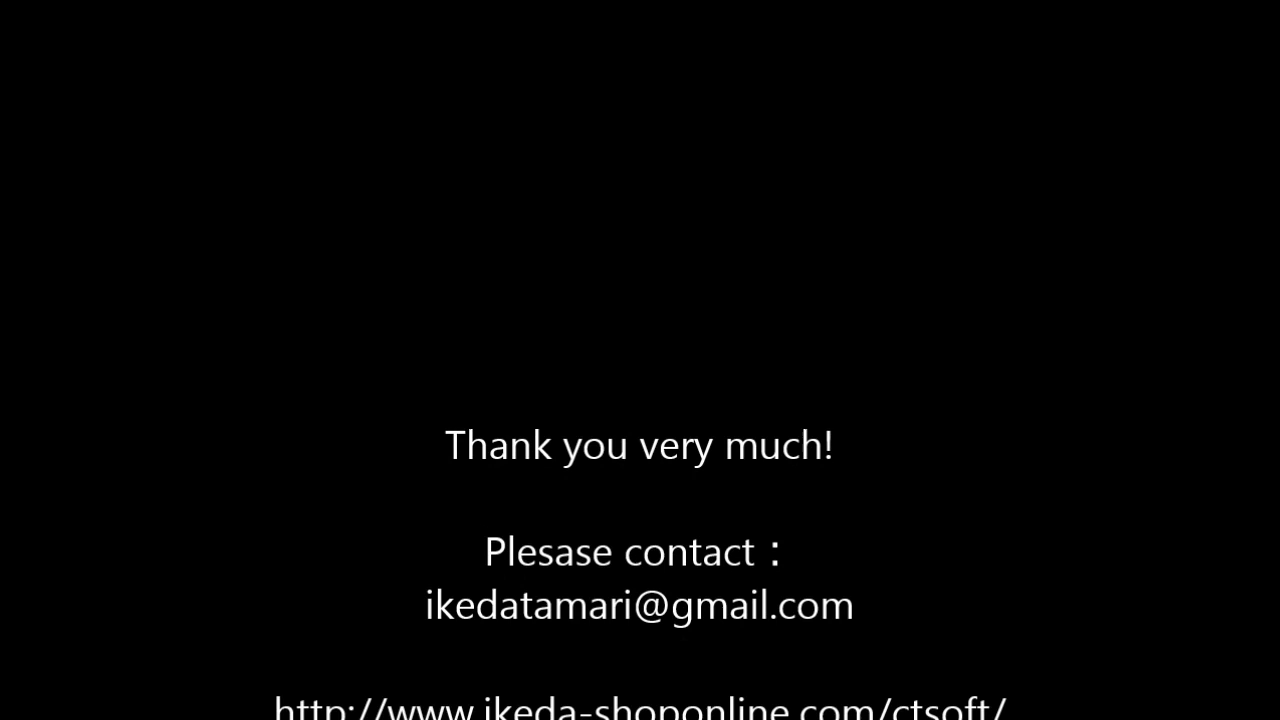 Thank you very much!
Plesase contact：
ikedatamari@gmail.com
http://www.ikeda-shoponline.com/ctsoft/